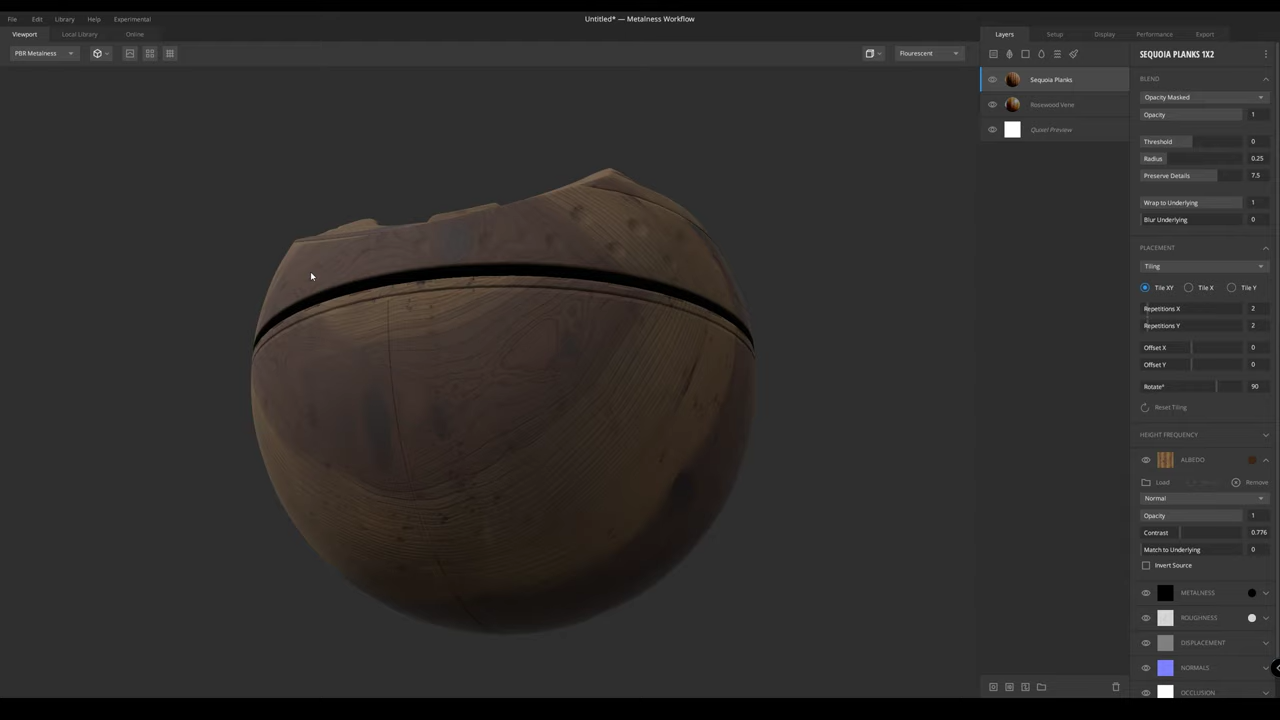 Untitled* — Metalness Workflow
File Edit Library Help Experimental
Viewport Local Library Online
PBR Metalness
Flourescent
Layers Setup Display Performance Export
Sequoia Planks
Rosewood Vene
Quixel Preview
SEQUOIA PLANKS 1X2
BLEND
Opacity Masked
Opacity 1
Threshold 0
Radius 0.25
Preserve Details 7.5
Wrap to Underlying 1
Blur Underlying 0
PLACEMENT
Tiling
Tile XY Tile X Tile Y
Repetitions X 2
Repetitions Y 2
Offset X 0
Offset Y 0
Rotate° 90
Reset Tiling
HEIGHT FREQUENCY
ALBEDO
Load Remove
Normal
Opacity 1
Contrast 0.776
Match to Underlying 0
Invert Source
METALNESS
ROUGHNESS
DISPLACEMENT
NORMALS
OCCLUSION